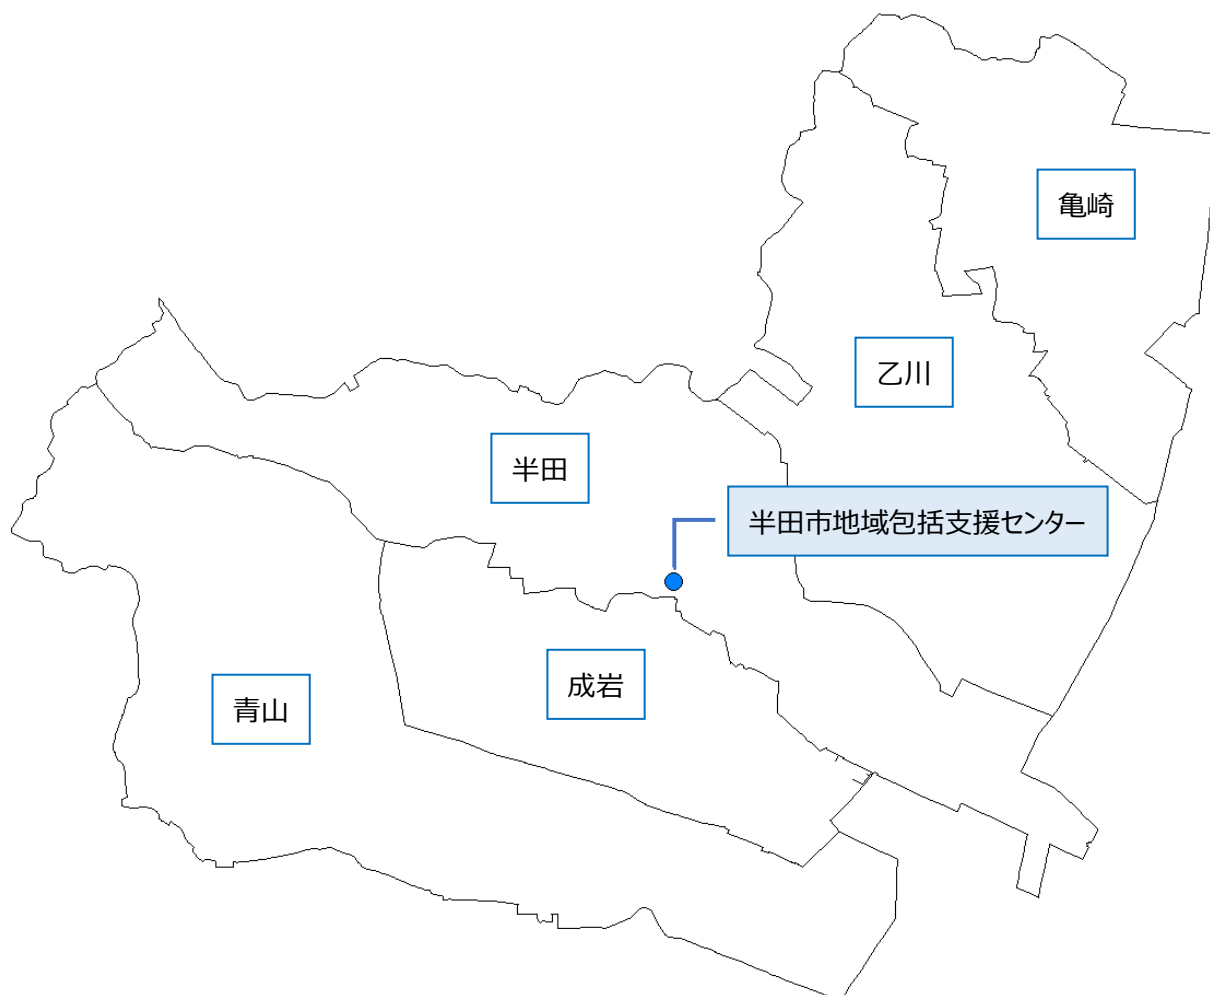 亀崎
乙川
半田
半田市地域包括支援センター
成岩
青山